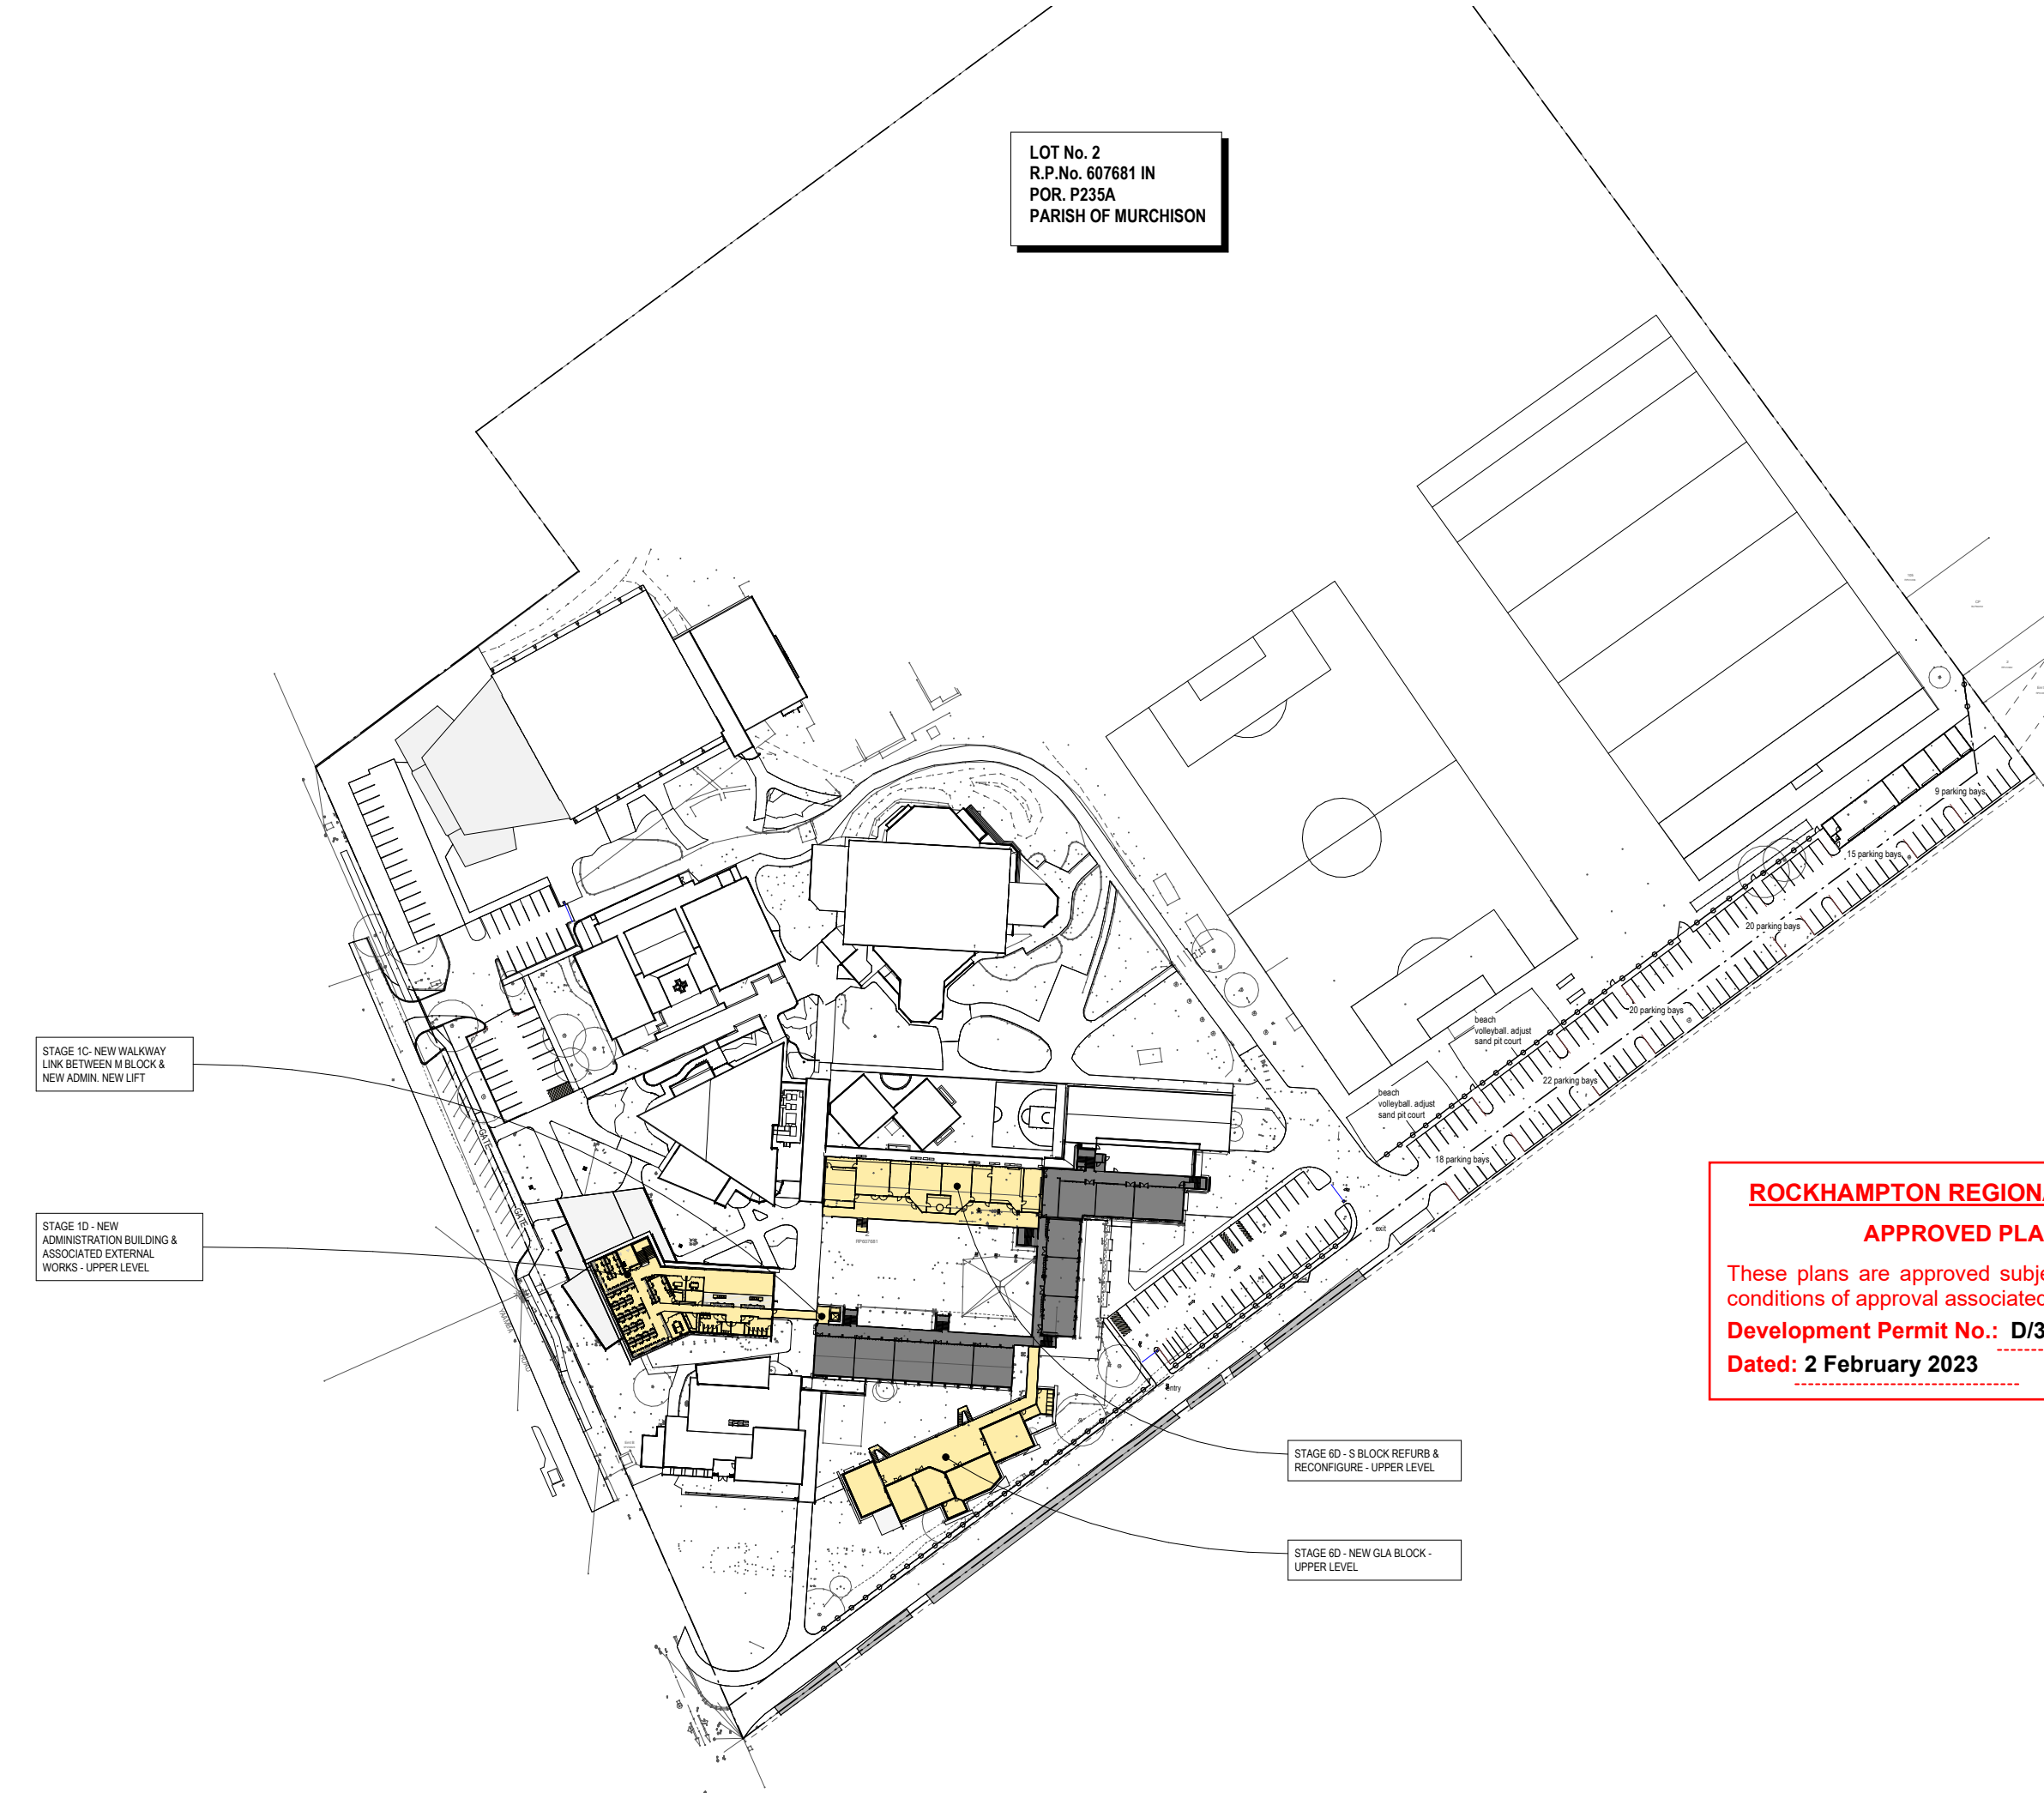 LOT No. 2
R.P.No. 607681 IN
POR. P235A
PARISH OF MURCHISON
9 parking bays
15 parking bays
20 parking bays
20 parking bays
beach
volleyball. adjust
sand pit court
22 parking bays
beach
volleyball. adjust
sand pit court
18 parking bays
STAGE 1C- NEW WALKWAY
LINK BETWEEN M BLOCK &
NEW ADMIN. NEW LIFT
GATE
GATE
STAGE 1D - NEW
ADMINISTRATION BUILDING &
ASSOCIATED EXTERNAL
WORKS - UPPER LEVEL
exit
entry
ROCKHAMPTON REGIONA
APPROVED PLA
These plans are approved subje
conditions of approval associated
Development Permit No.: D/3
Dated: 2 February 2023
STAGE 6D - S BLOCK REFURB &
RECONFIGURE - UPPER LEVEL
STAGE 6D - NEW GLA BLOCK -
UPPER LEVEL